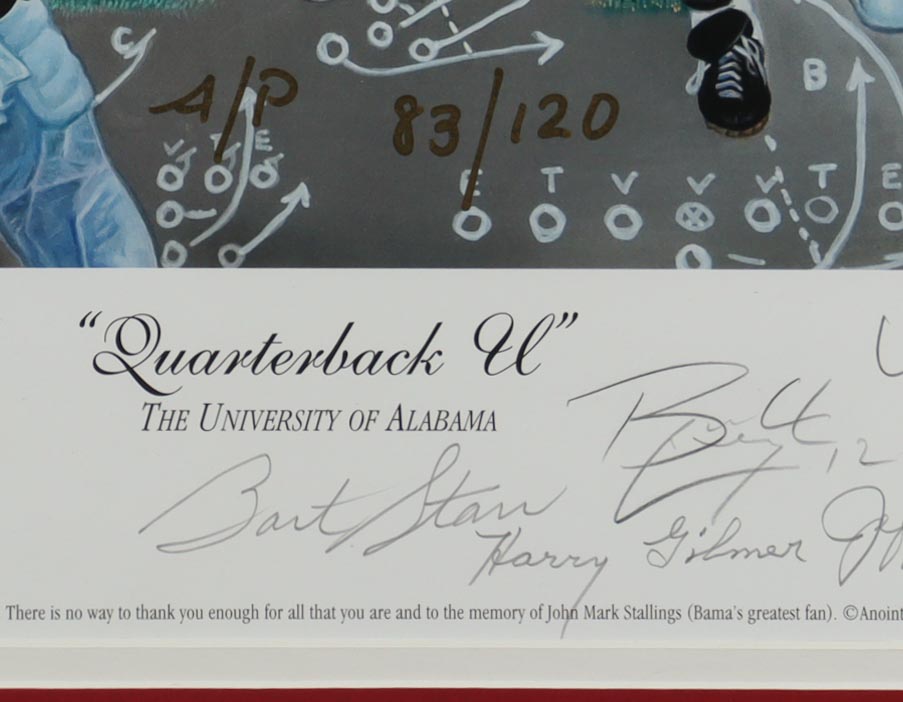 C
A/P
83/120
B
V T E
E T V V V T E
"Quarterback U"
THE UNIVERSITY OF ALABAMA
12
Bart Starr
Harry Gilmer
There is no way to thank you enough for all that you are and to the memory of John Mark Stallings (Bama's greatest fan). ©Anoint